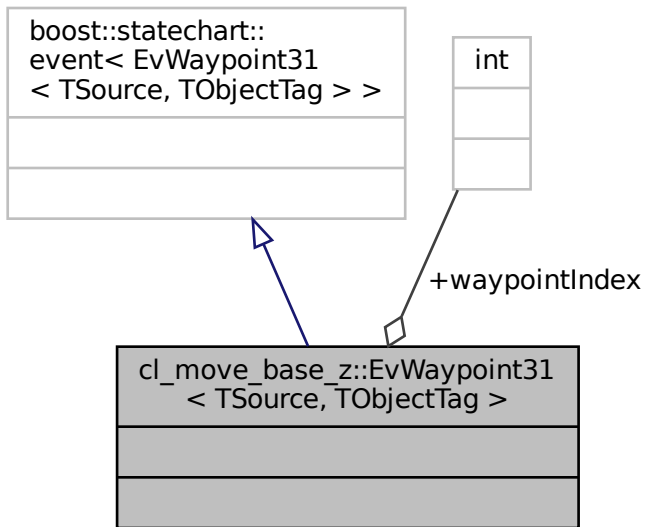 boost::statechart::
event< EvWaypoint31
< TSource, TObjectTag > >
int
+waypointIndex
cl_move_base_z::EvWaypoint31
< TSource, TObjectTag >